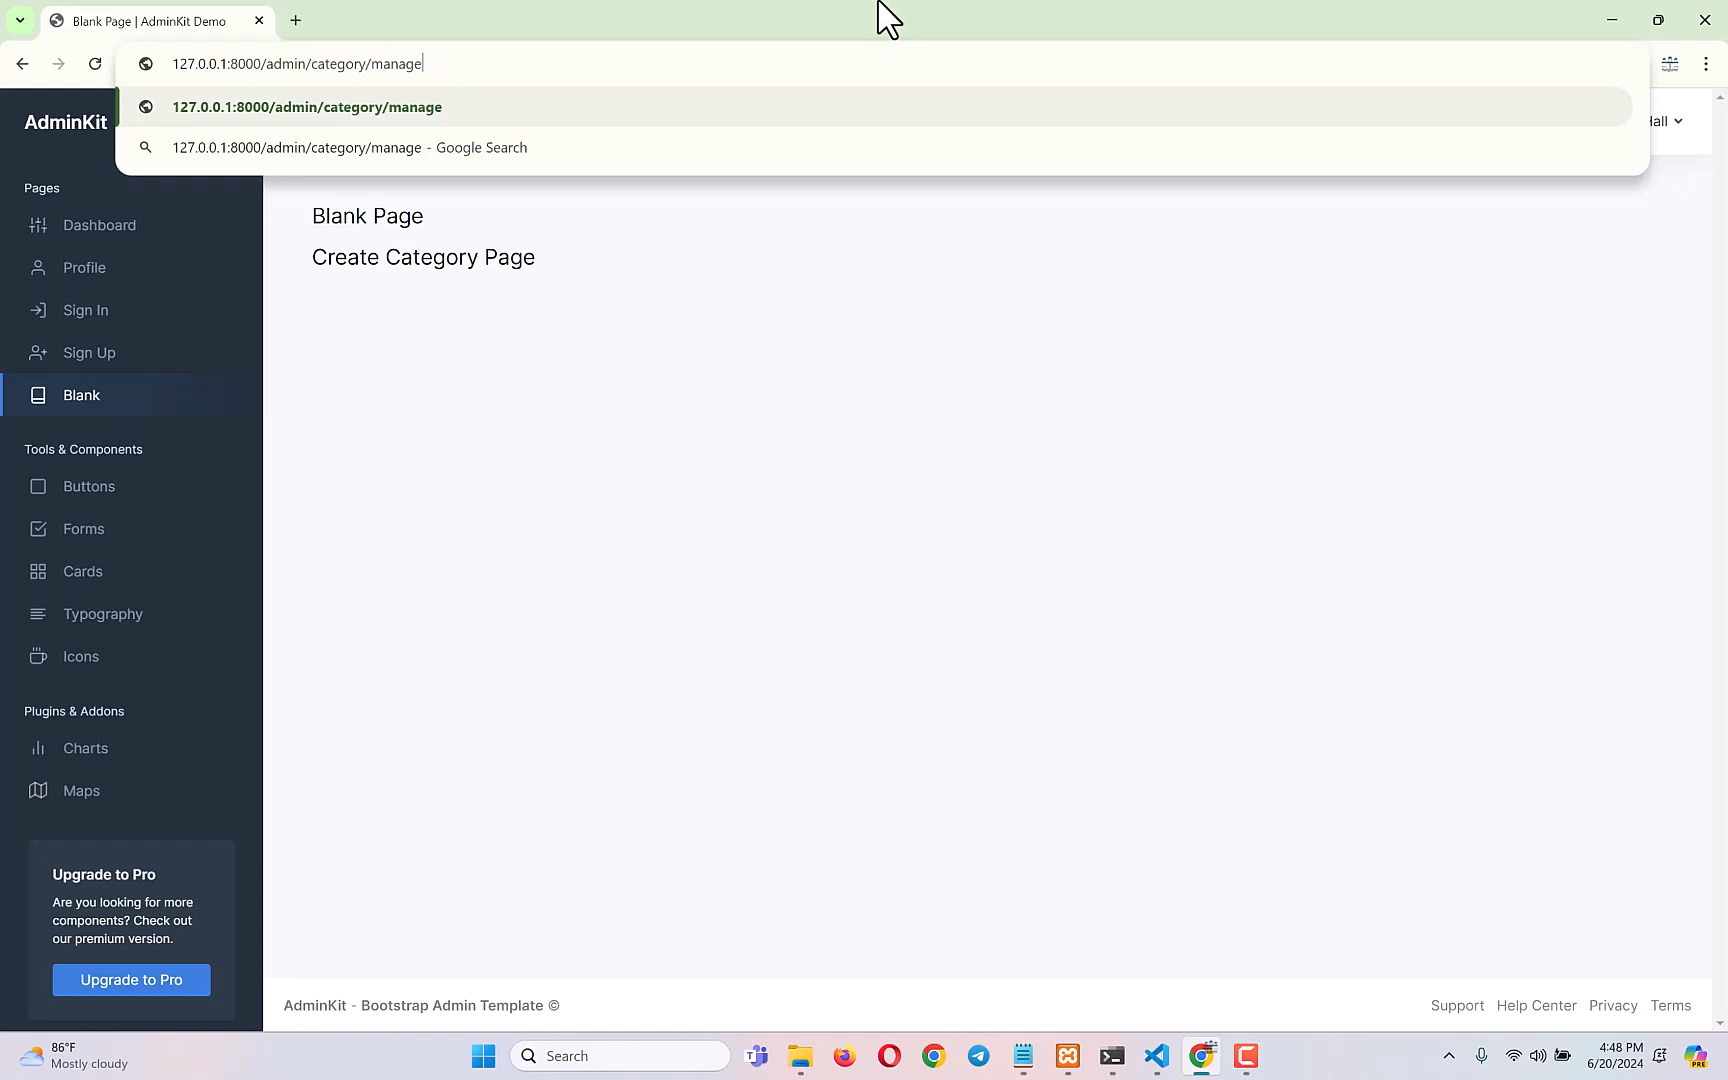 Blank Page | AdminKit Demo
127.0.0.1:8000/admin/category/manage
127.0.0.1:8000/admin/category/manage
127.0.0.1:8000/admin/category/manage - Google Search
AdminKit
Pages
Dashboard
Profile
Sign In
Sign Up
Blank
Tools & Components
Buttons
Forms
Cards
Typography
Icons
Plugins & Addons
Charts
Maps
Upgrade to Pro
Are you looking for more
components? Check out
our premium version.
Upgrade to Pro
Blank Page
Create Category Page
AdminKit - Bootstrap Admin Template ©
Support Help Center Privacy Terms
86°F
Mostly cloudy
Search
4:48 PM
6/20/2024
PRE